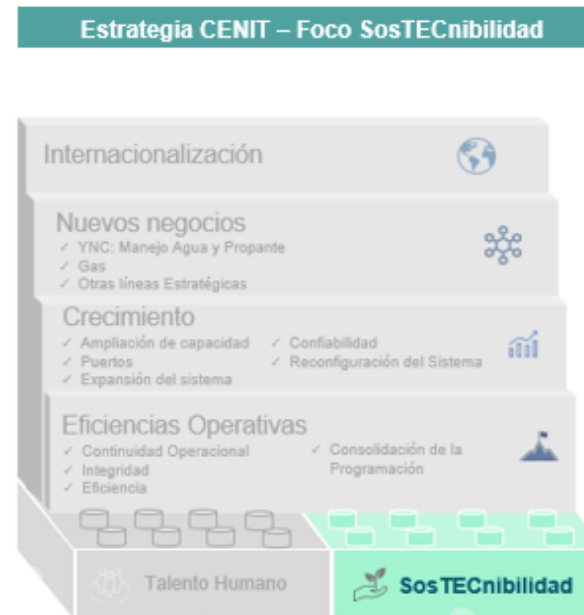 Estrategia CENIT – Foco SosTECnibilidad
Internacionalización
Nuevos negocios
✓ YNC: Manejo Agua y Propante
✓ Gas
✓ Otras líneas Estratégicas
Crecimiento
✓ Ampliación de capacidad ✓ Confiabilidad
✓ Puertos ✓ Reconfiguración del Sistema
✓ Expansión del sistema
Eficiencias Operativas
✓ Continuidad Operacional ✓ Consolidación de la
✓ Integridad Programación
✓ Eficiencia
Talento Humano
SosTECnibilidad